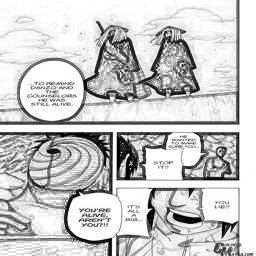 ...TO REMIND
DANZO AND
THE
COUNSELORS
HE WAS
STILL ALIVE.
HE
WANTED
TO MAKE
SURE YOU
STOP
IT!!
YOU'RE
ALIVE,
AREN'T
YOU?!!
IT'S
ALL
A BIG...
YOU
LIE!!